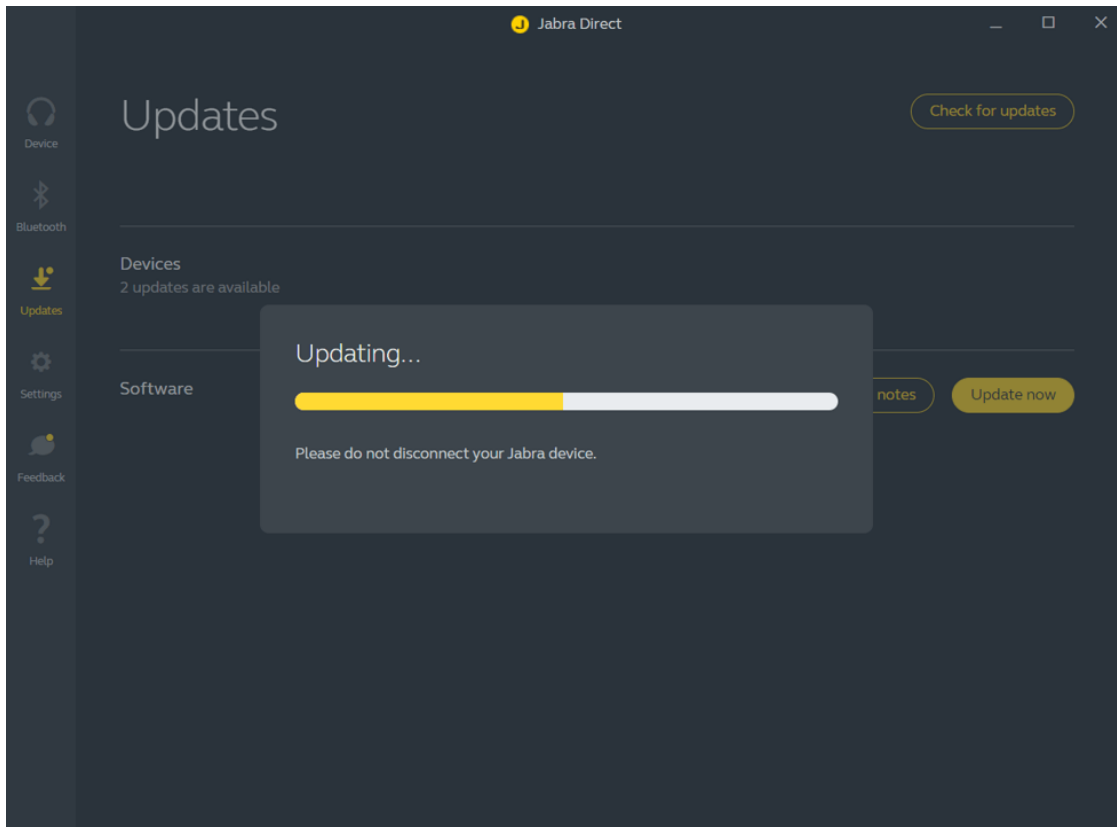 Jabra Direct
Updates
Check for updates
Device
Bluetooth
Updates
Settings
Feedback
Help
Devices
2 updates are available
Software
notes
Update now
Updating...
Please do not disconnect your Jabra device.